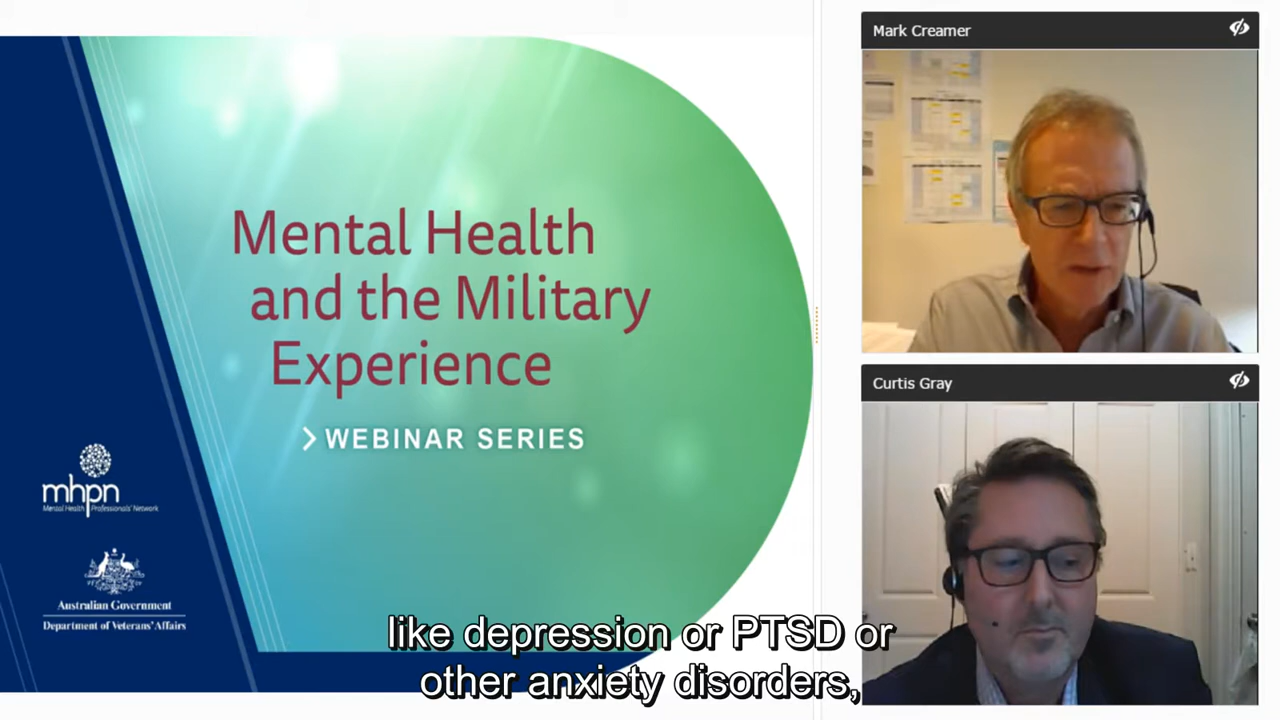 Mental Health
and the Military
Experience
WEBINAR SERIES
mhpn
Mental Health Professionals' Network
Australian Government
Department of Veterans' Affairs
Mark Creamer
Curtis Gray
like depression or PTSD or
other anxiety disorders,